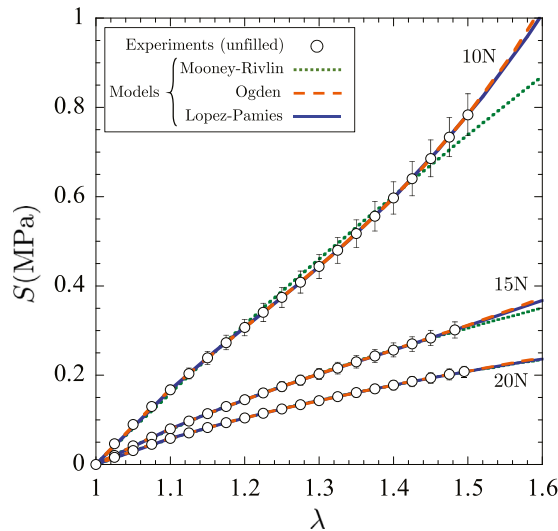 1
0.8
0.6
0.4
0.2
0
S(MPa)
Experiments (unfilled)
Models
Mooney-Rivlin
Ogden
Lopez-Pamies
10N
15N
20N
1 1.1 1.2 1.3 1.4 1.5 1.6
λ